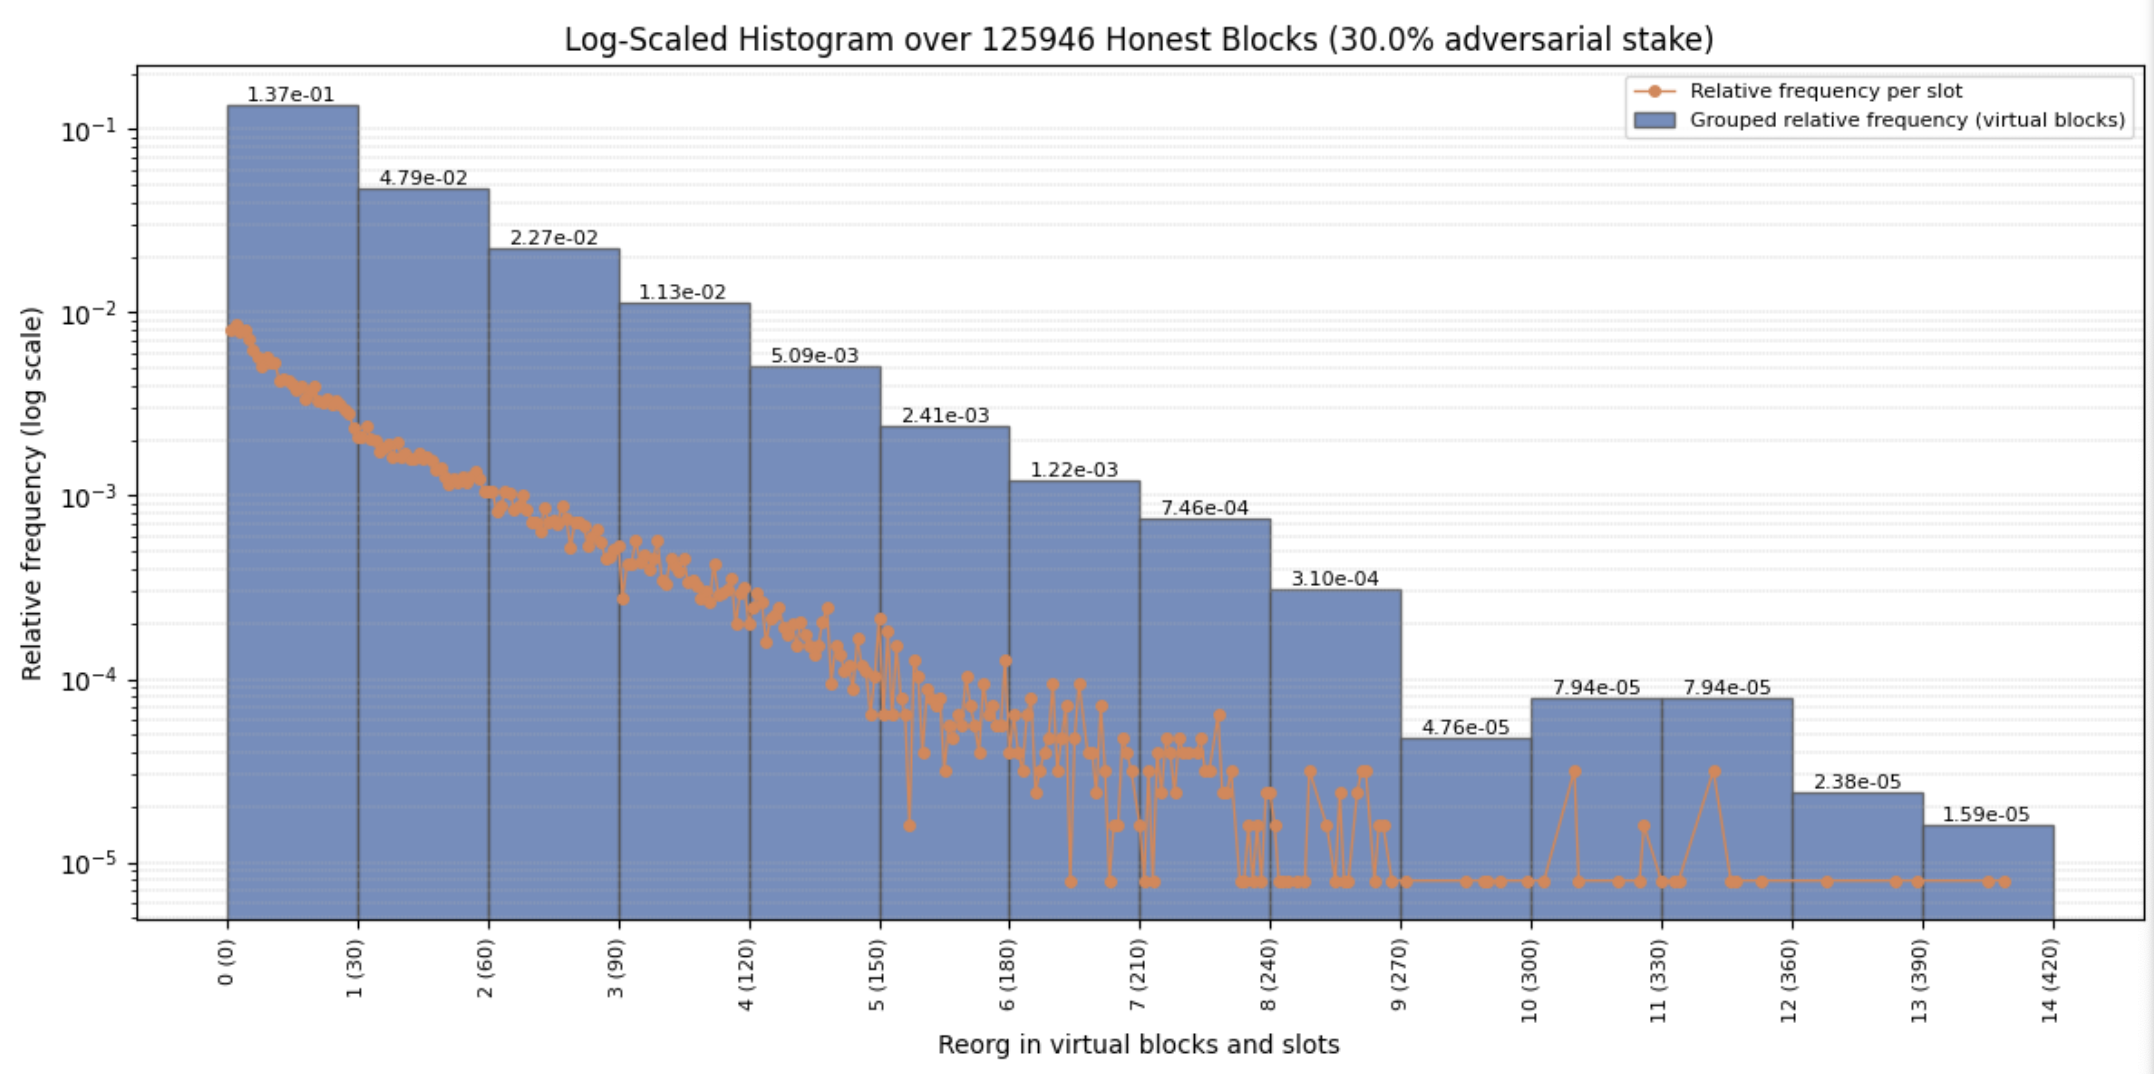 Log-Scaled Histogram over 125946 Honest Blocks (30.0% adversarial stake)
Relative frequency per slot
Grouped relative frequency (virtual blocks)
Relative frequency (log scale)
10⁻¹
10⁻²
10⁻³
10⁻⁴
10⁻⁵
1.37e-01
4.79e-02
2.27e-02
1.13e-02
5.09e-03
2.41e-03
1.22e-03
7.46e-04
3.10e-04
4.76e-05
7.94e-05
7.94e-05
2.38e-05
1.59e-05
0 (0)
1 (30)
2 (60)
3 (90)
4 (120)
5 (150)
6 (180)
7 (210)
8 (240)
9 (270)
10 (300)
11 (330)
12 (360)
13 (390)
14 (420)
Reorg in virtual blocks and slots